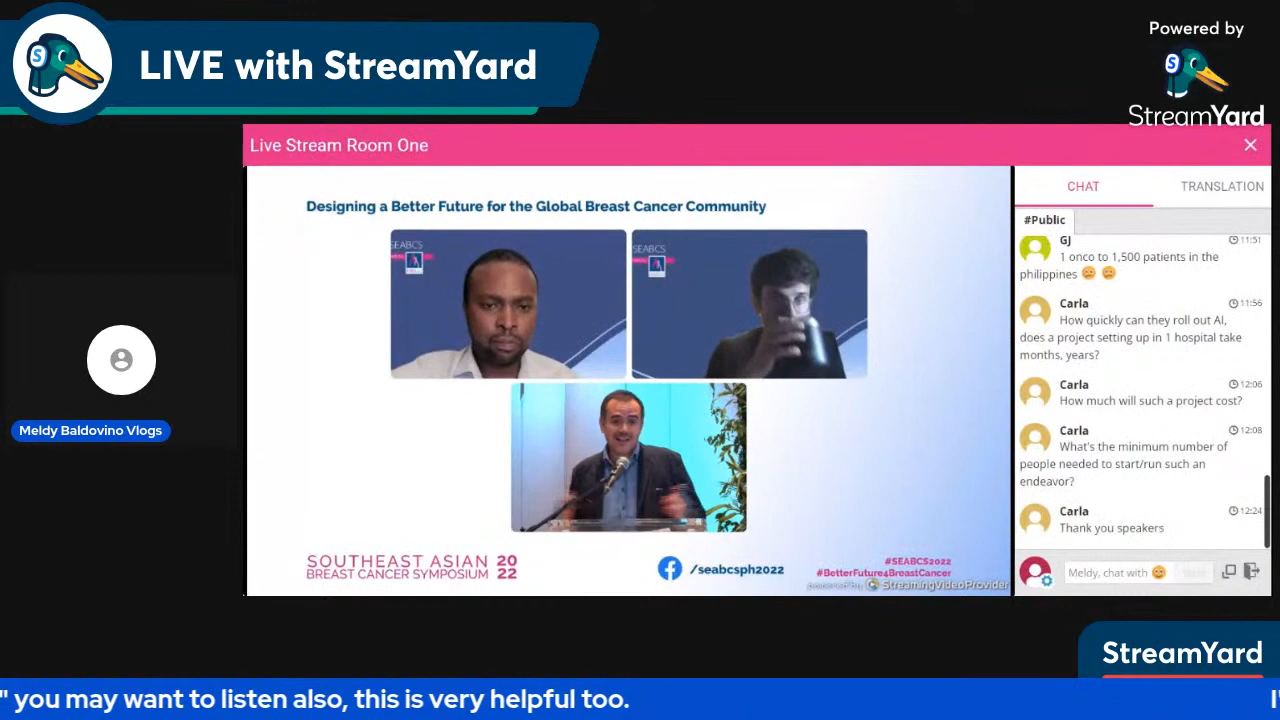 LIVE with StreamYard
Powered by
StreamYard
Live Stream Room One
Designing a Better Future for the Global Breast Cancer Community
SEABCS
SEABCS
SOUTHEAST ASIAN 20
BREAST CANCER SYMPOSIUM 22
/seabcsph2022
#SEABCS2022
#BetterFuture4BreastCancer
powered by StreamingVideoProvider
Meldy Baldovino Vlogs
CHAT TRANSLATION
#Public
GJ 11:51
1 onco to 1,500 patients in the
philippines 😞 😞
Carla 11:56
How quickly can they roll out AI,
does a project setting up in 1 hospital take
months, years?
Carla 12:06
How much will such a project cost?
Carla 12:08
What's the minimum number of
people needed to start/run such an
endeavor?
Carla 12:24
Thank you speakers
Meldy, chat with 😊
StreamYard
" you may want to listen also, this is very helpful too.